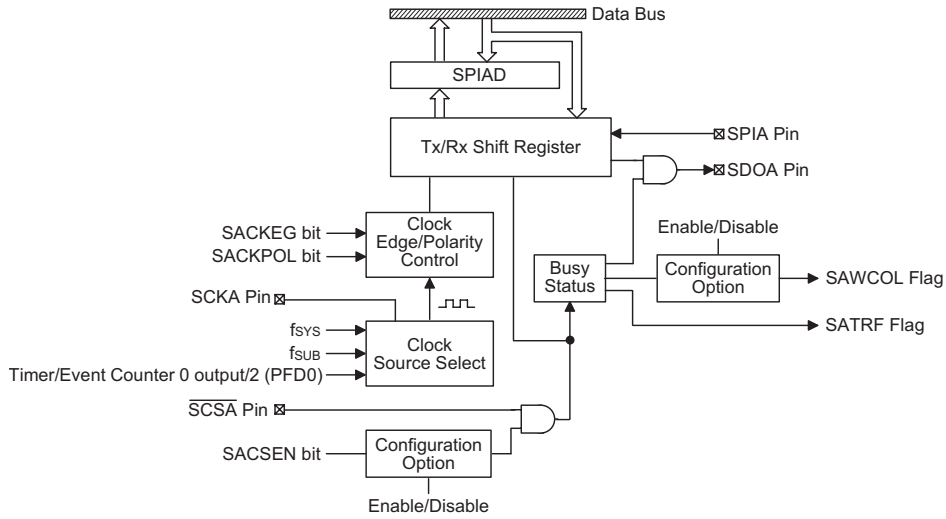 Data Bus
SPIAD
Tx/Rx Shift Register
SPIA Pin
SDOA Pin
SACKEG bit
SACKPOL bit
Clock
Edge/Polarity
Control
Enable/Disable
Busy
Status
Configuration
Option
SAWCOL Flag
SATRF Flag
SCKA Pin
fSYS
fSUB
Timer/Event Counter 0 output/2 (PFD0)
Clock
Source Select
SCSA Pin
SACSEN bit
Configuration
Option
Enable/Disable